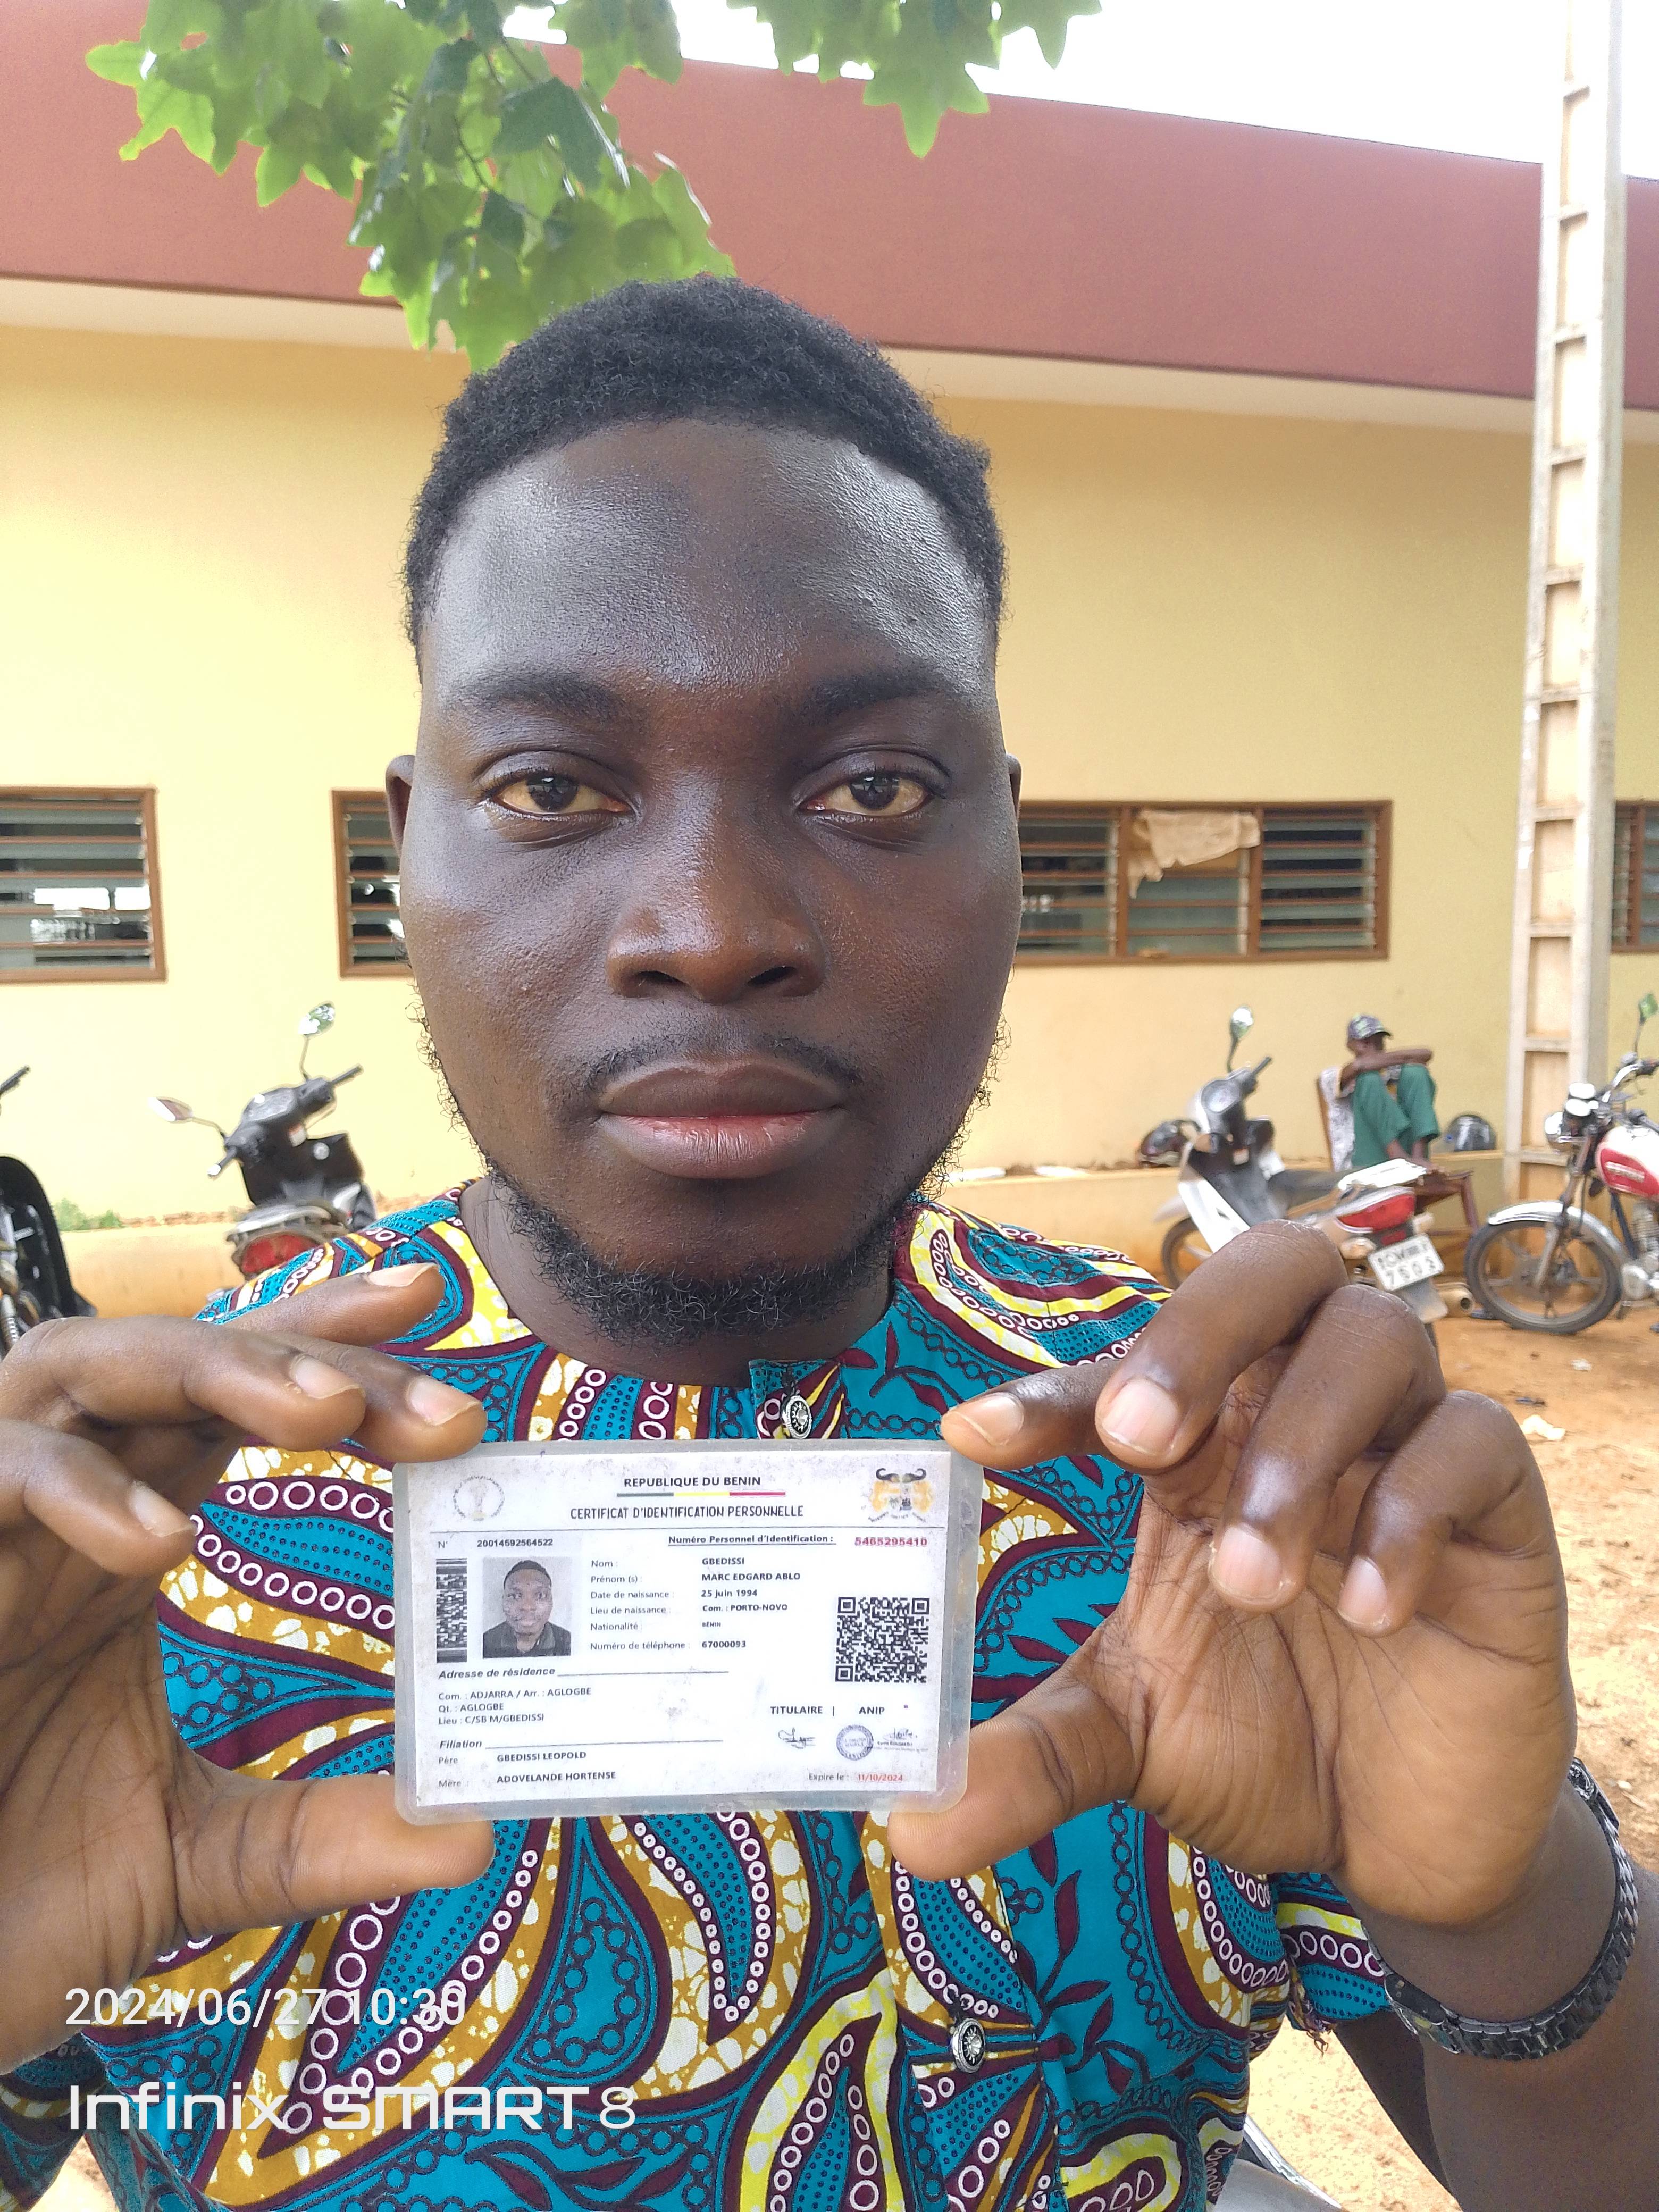 REPUBLIQUE DU BENIN
CERTIFICAT D'IDENTIFICATION PERSONNELLE
N° 20014592564522 Numéro Personnel d'Identification : 5465295410
Nom : GBEDISSI
Prénom (s) : MARC EDGARD ABLO
Date de naissance : 25 juin 1994
Lieu de naissance : Com. : PORTO-NOVO
Nationalité : BÉNIN
Numéro de téléphone : 67000093
Adresse de résidence
Com. : ADJARRA / Arr. : AGLOGBE
Qt. : AGLOGBE
Lieu : C/SB M/GBEDISSI
TITULAIRE | ANIP
Filiation
Père GBEDISSI LEOPOLD
Mère : ADOVELANDE HORTENSE
Expire le : 11/10/2024
7503
2024/06/27 10:30
Infinix SMART 8